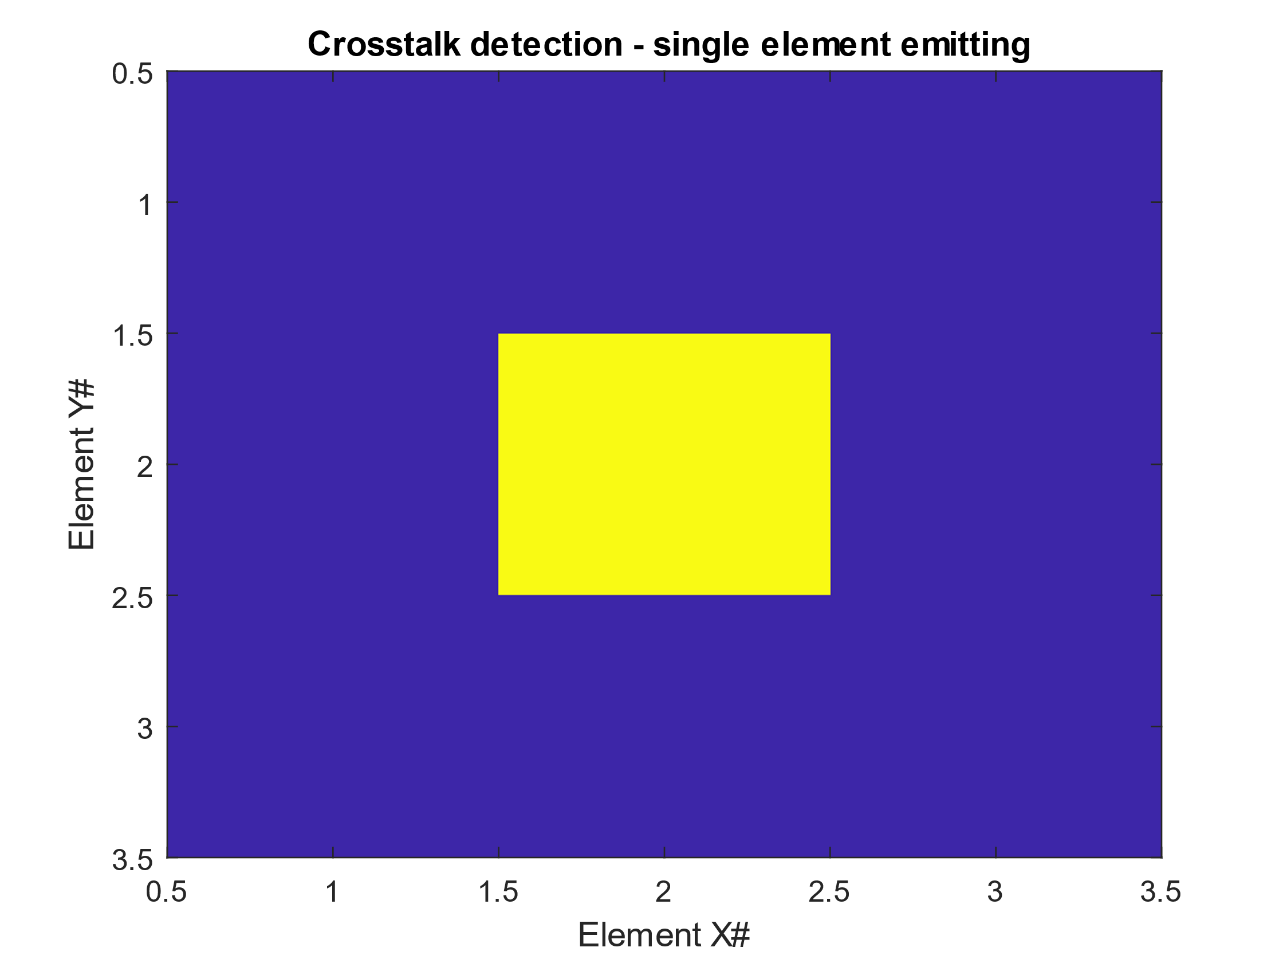 Crosstalk detection - single element emitting
0.5
1
1.5
2
2.5
3
3.5
Element Y#
0.5 1 1.5 2 2.5 3 3.5
Element X#